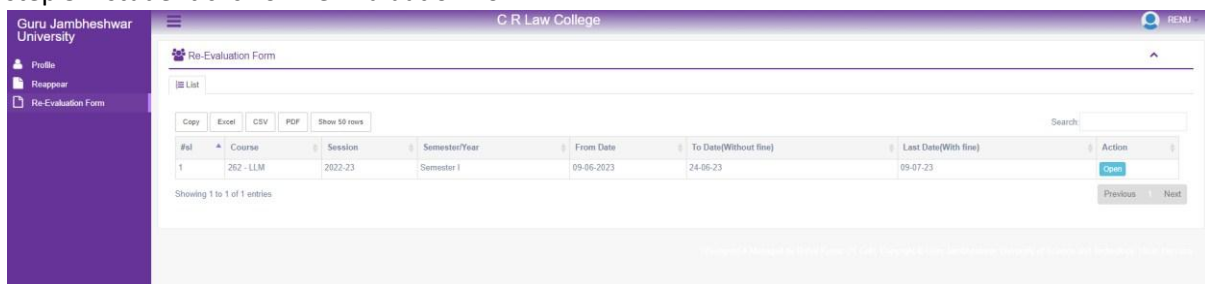 Guru Jambheshwar
University
C R Law College
RENU
Profile
Reappear
Re-Evaluation Form
Re-Evaluation Form
List
Copy Excel CSV PDF Show 50 rows
Search:
#sl Course Session Semester/Year From Date To Date(Without fine) Last Date(With fine) Action
1 262 - LLM 2022-23 Semester I 09-06-2023 24-06-23 09-07-23 Open
Showing 1 to 1 of 1 entries
Previous 1 Next